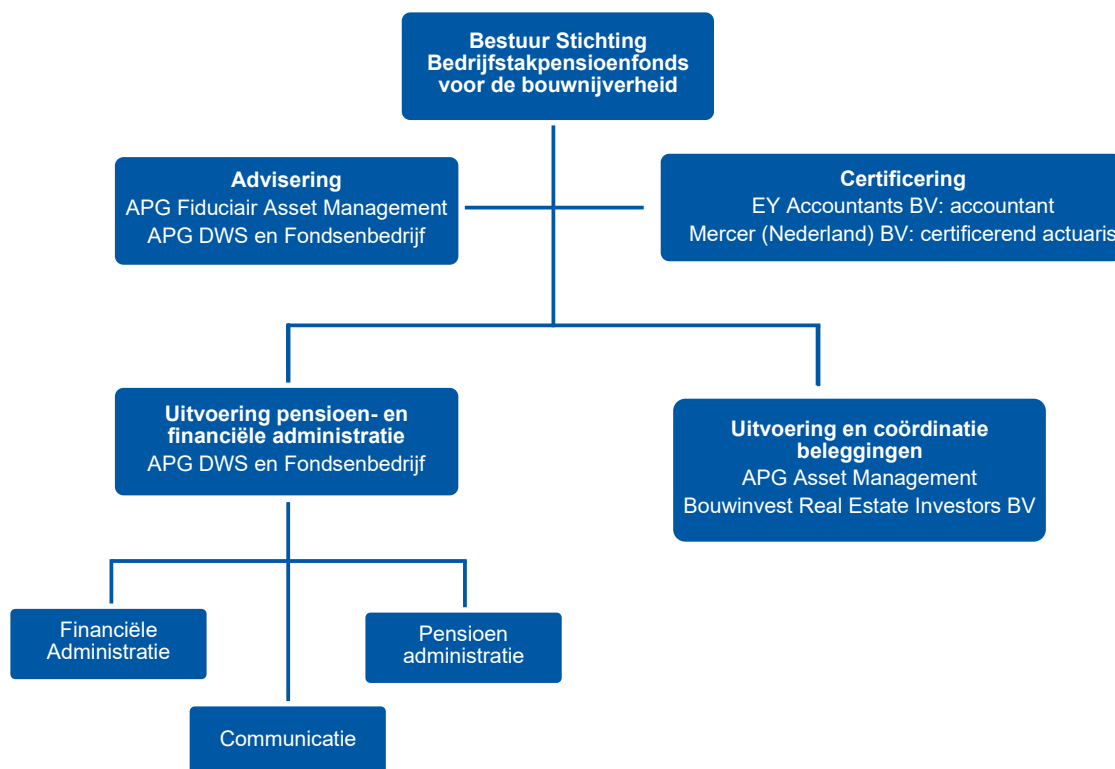 Bestuur Stichting
Bedrijfstakpensioenfonds
voor de bouwnijverheid
Advisering
APG Fiduciair Asset Management
APG DWS en Fondsenbedrijf
Certificering
EY Accountants BV: accountant
Mercer (Nederland) BV: certificerend actuaris
Uitvoering pensioen- en
financiële administratie
APG DWS en Fondsenbedrijf
Uitvoering en coördinatie
beleggingen
APG Asset Management
Bouwinvest Real Estate Investors BV
Financiële
Administratie
Pensioen
administratie
Communicatie